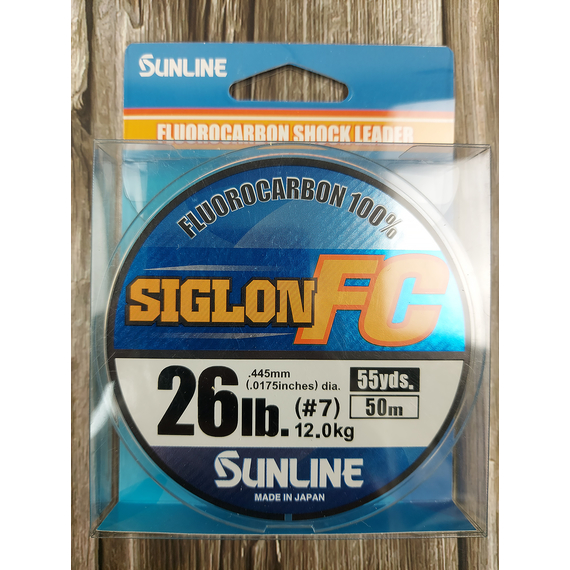 SUNLINE
FLUOROCARBON SHOCK LEADER
FLUOROCARBON 100%
SIGLON FC
.445mm
(.0175inches) dia.
55yds.
26lb. (#7)
50m
12.0kg
SUNLINE
MADE IN JAPAN